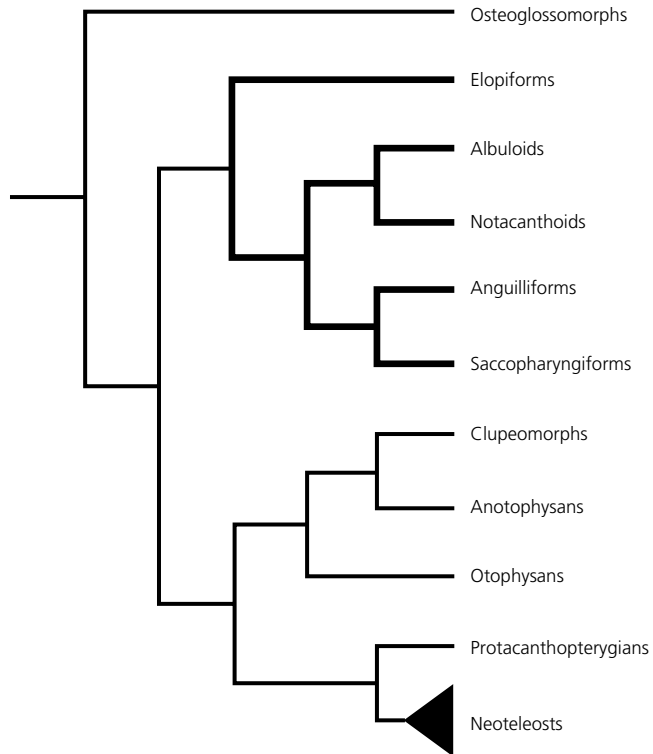 Osteoglossomorphs
Elopiforms
Albuloids
Notacanthoids
Anguilliforms
Saccopharyngiforms
Clupeomorphs
Anotophysans
Otophysans
Protacanthopterygians
Neoteleosts